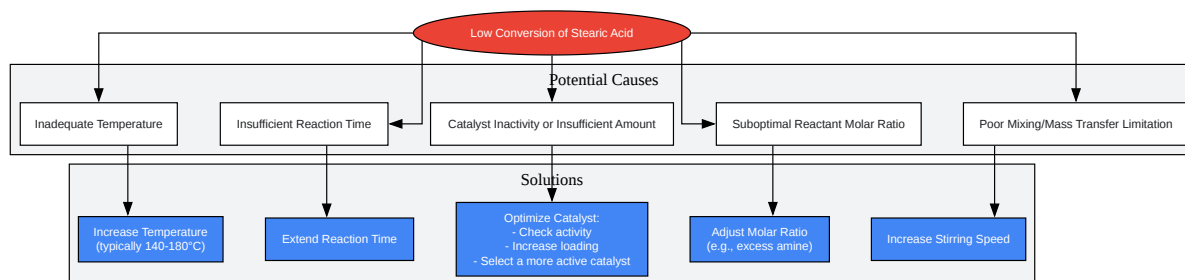 Low Conversion of Stearic Acid
Potential Causes
Inadequate Temperature
Insufficient Reaction Time
Catalyst Inactivity or Insufficient Amount
Suboptimal Reactant Molar Ratio
Poor Mixing/Mass Transfer Limitation
Solutions
Increase Temperature
(typically 140-180°C)
Extend Reaction Time
Optimize Catalyst:
- Check activity
- Increase loading
- Select a more active catalyst
Adjust Molar Ratio
(e.g., excess amine)
Increase Stirring Speed